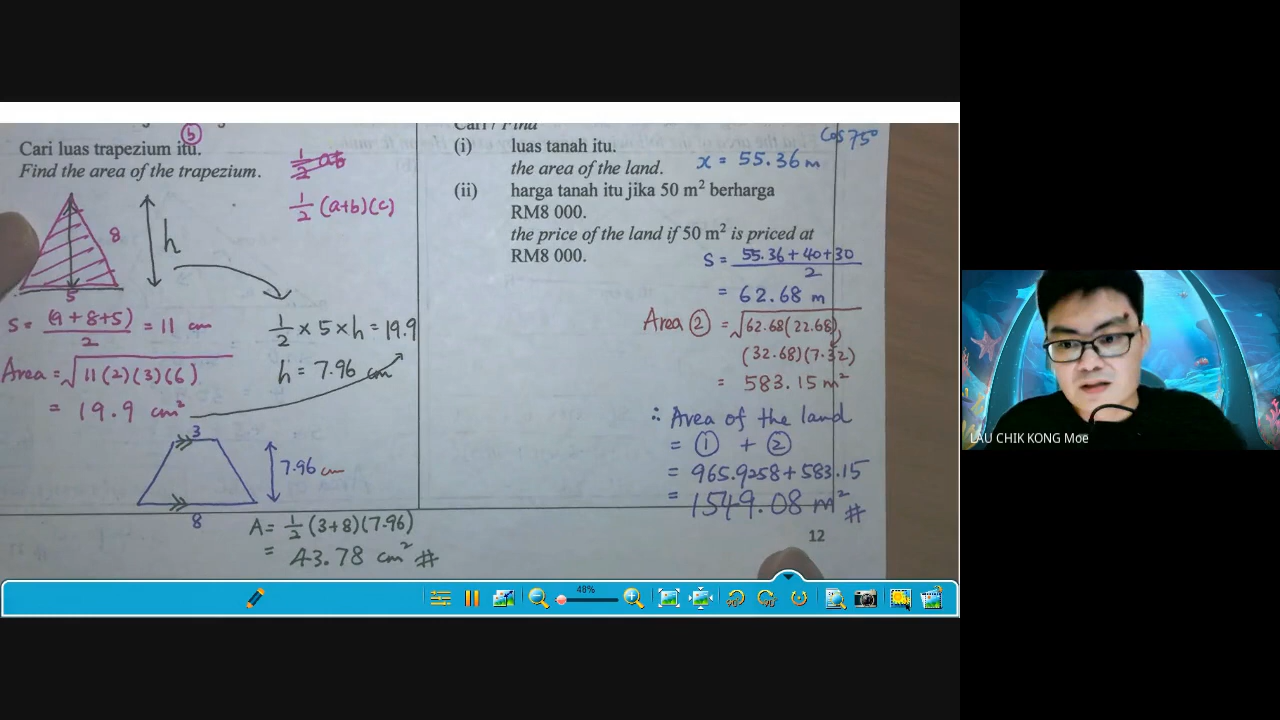 b
Cari luas trapezium itu.
Find the area of the trapezium.
1/2 ab
1/2 (a+b)(c)
8
h
5
S = (9+8+5)/2 = 11 cm
Area = √11(2)(3)(6)
= 19.9 cm²
1/2 × 5 × h = 19.9
h = 7.96 cm
3
7.96 cm
8
A = 1/2 (3+8)(7.96)
= 43.78 cm² #
Cari / Find
(i) luas tanah itu.
the area of the land.
(ii) harga tanah itu jika 50 m² berharga
RM8 000.
the price of the land if 50 m² is priced at
RM8 000.
cos 75°
x = 55.36 m
S = 55.36 + 40 + 30 / 2
= 62.68 m
Area ② = √62.68(22.68)
(32.68)(7.32)
= 583.15 m²
∴ Area of the land
= ① + ②
= 965.9258 + 583.15
= 1549.08 m² #
12
48%
LAU CHIK KONG Moe